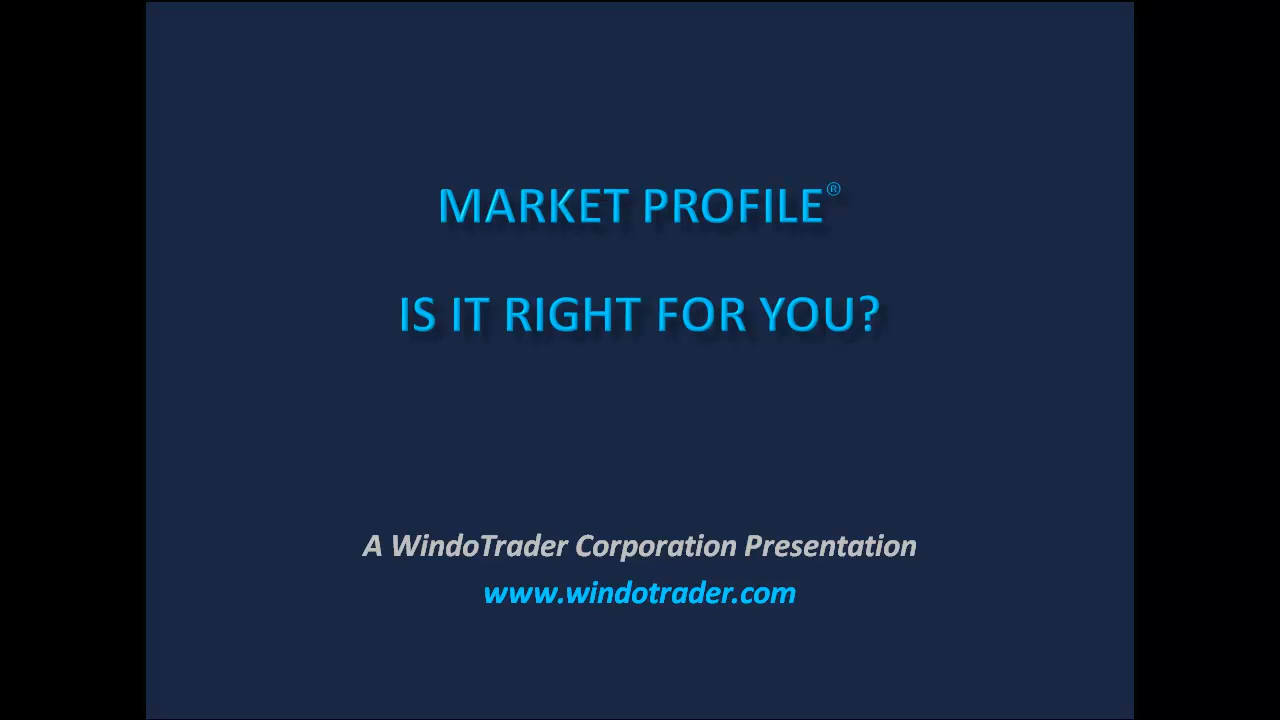 MARKET PROFILE®
IS IT RIGHT FOR YOU?
A WindoTrader Corporation Presentation
www.windotrader.com